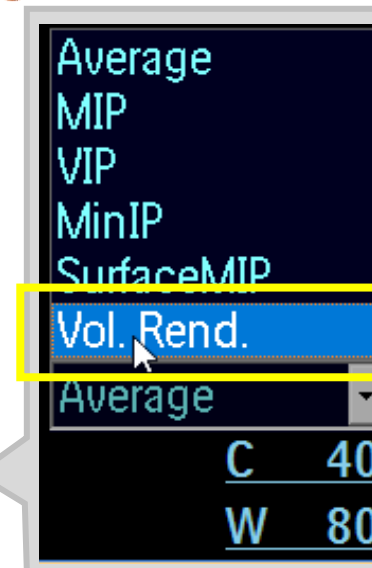 Average
MIP
VIP
MinIP
SurfaceMIP
Vol. Rend.
Average
C 40
W 80